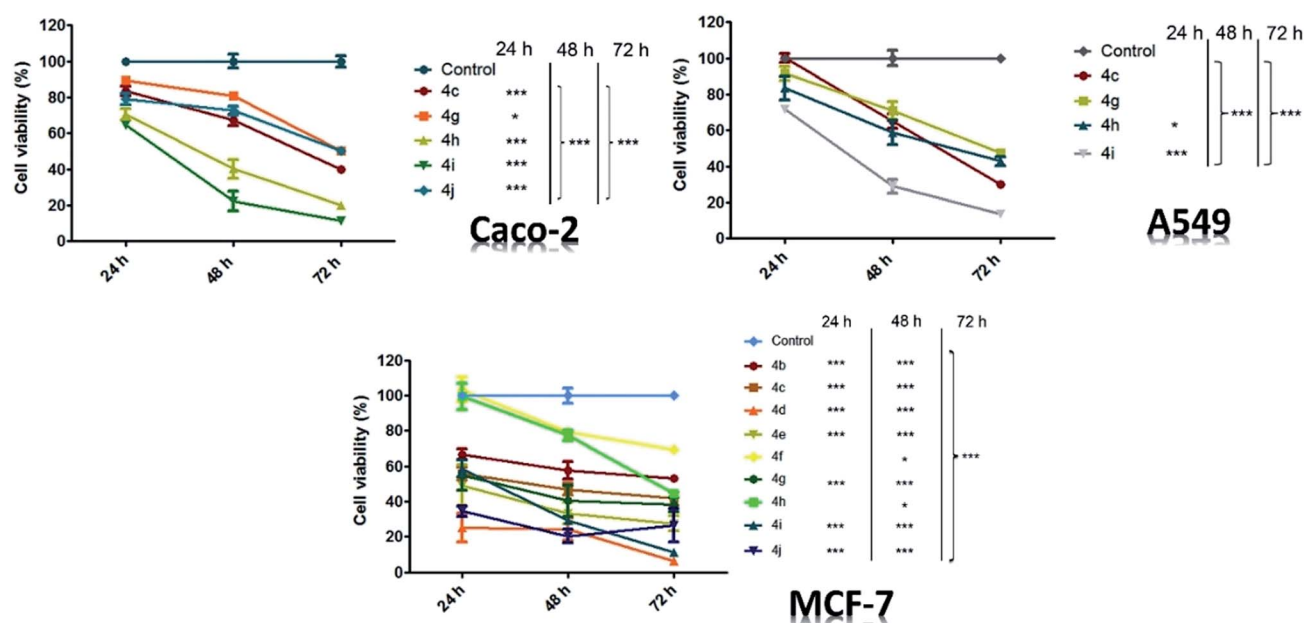 24 h 48 h 72 h
Control
4c ***
4g *
4h *** *** ***
4i ***
4j ***
Cell viability (%)
120
100
80
60
40
20
0
24 h 48 h 72 h
Caco-2
24 h 48 h 72 h
Control
4c
4g *** ***
4h *
4i ***
Cell viability (%)
120
100
80
60
40
20
0
24 h 48 h 72 h
A549
24 h 48 h 72 h
Control
4b *** ***
4c *** ***
4d *** ***
4e *** ***
4f * ***
4g *** ***
4h *
4i *** ***
4j *** ***
Cell viability (%)
120
100
80
60
40
20
0
24 h 48 h 72 h
MCF-7